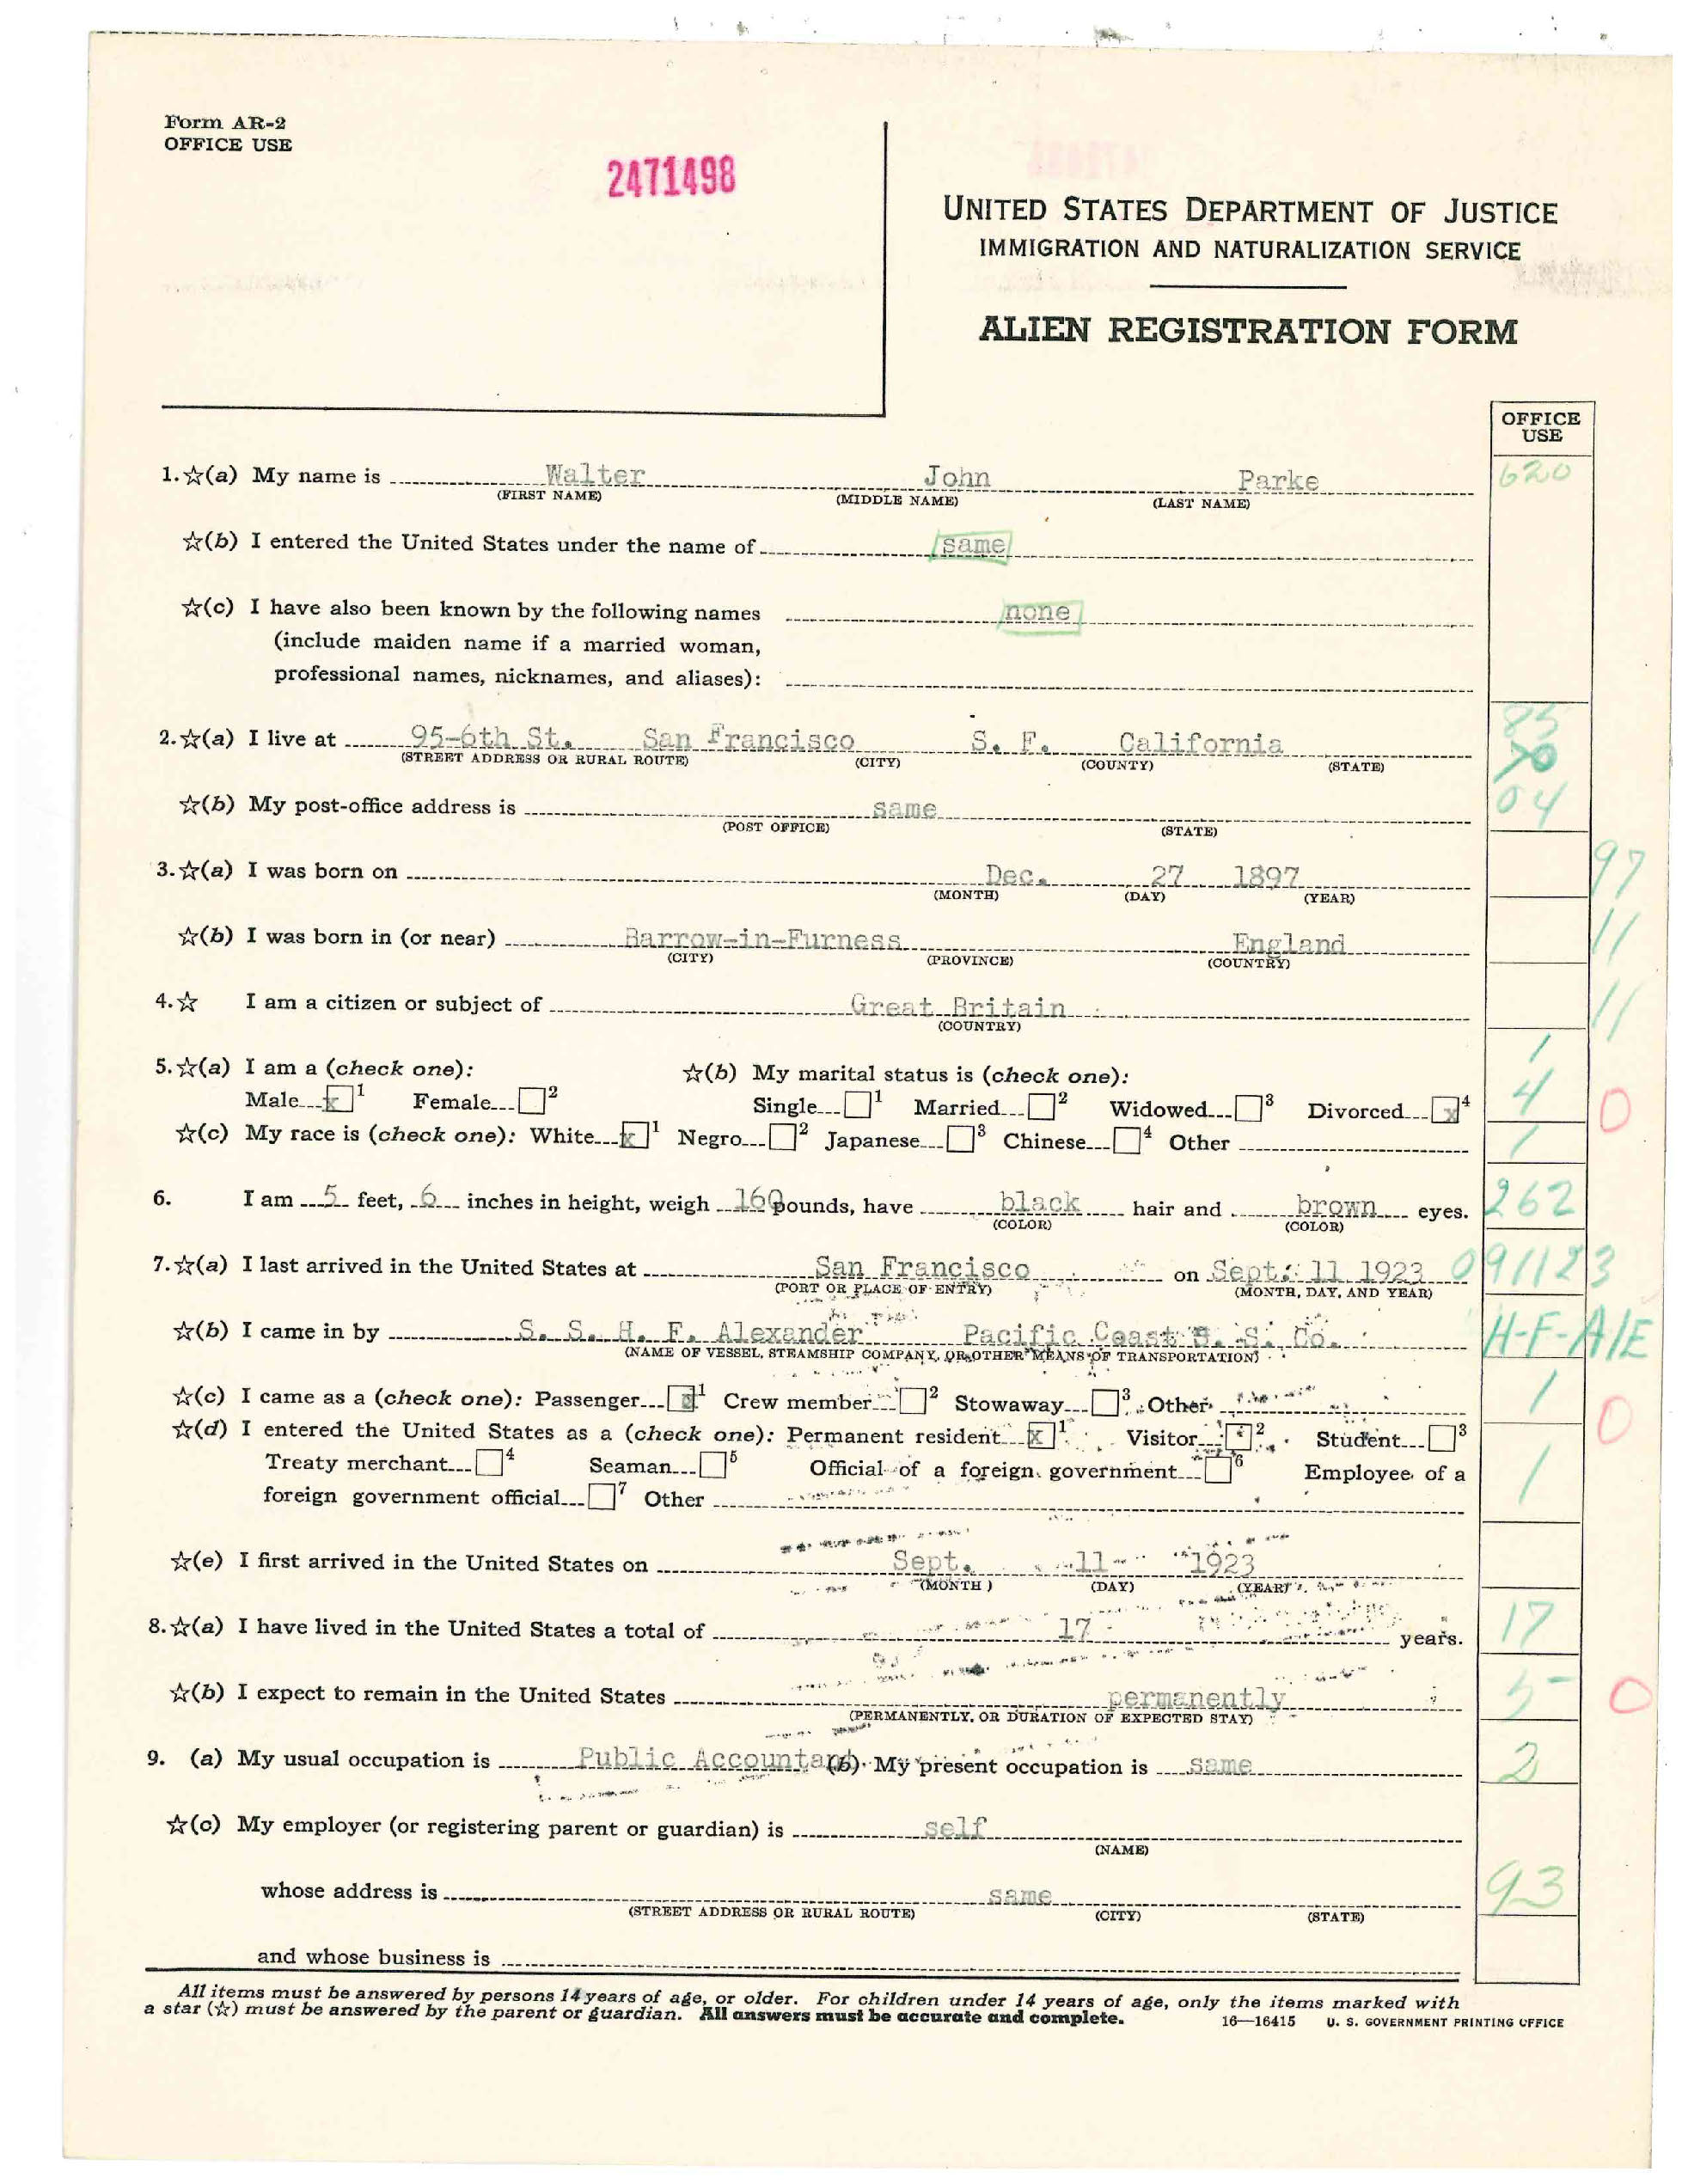 Form AR-2
OFFICE USE
2471498
UNITED STATES DEPARTMENT OF JUSTICE
IMMIGRATION AND NATURALIZATION SERVICE
ALIEN REGISTRATION FORM
OFFICE USE
1. ☆(a) My name is Walter John Parke 620
(FIRST NAME) (MIDDLE NAME) (LAST NAME)
☆(b) I entered the United States under the name of same
☆(c) I have also been known by the following names none
(include maiden name if a married woman,
professional names, nicknames, and aliases):
85
2. ☆(a) I live at 95-6th St. San Francisco S. F. California
(STREET ADDRESS OR RURAL ROUTE) (CITY) (COUNTY) (STATE)
☆(b) My post-office address is same 04
(POST OFFICE) (STATE)
3. ☆(a) I was born on Dec. 27 1897 97
(MONTH) (DAY) (YEAR)
☆(b) I was born in (or near) Barrow-in-Furness England 11
(CITY) (PROVINCE) (COUNTRY)
4. ☆ I am a citizen or subject of Great Britain 11
(COUNTRY)
5. ☆(a) I am a (check one): ☆(b) My marital status is (check one): 1
Male x 1 Female 2 Single 1 Married 2 Widowed 3 Divorced x 4 4 0
☆(c) My race is (check one): White x 1 Negro 2 Japanese 3 Chinese 4 Other 1
6. I am 5 feet, 6 inches in height, weigh 160 pounds, have black hair and brown eyes. 262
(COLOR) (COLOR)
7. ☆(a) I last arrived in the United States at San Francisco on Sept. 11 1923 091123
(PORT OR PLACE OF ENTRY) (MONTH, DAY, AND YEAR)
☆(b) I came in by S. S. H. F. Alexander Pacific Coast S. S. Co. H-F-A/E
(NAME OF VESSEL, STEAMSHIP COMPANY, OR OTHER MEANS OF TRANSPORTATION)
☆(c) I came as a (check one): Passenger x 1 Crew member 2 Stowaway 3 Other 1 0
☆(d) I entered the United States as a (check one): Permanent resident x 1 Visitor 2 Student 3
Treaty merchant 4 Seaman 5 Official of a foreign government 6 Employee of a 1
foreign government official 7 Other
☆(e) I first arrived in the United States on Sept. 11 1923
(MONTH) (DAY) (YEAR)
8. ☆(a) I have lived in the United States a total of 17 years. 17
☆(b) I expect to remain in the United States permanently 5 0
(PERMANENTLY, OR DURATION OF EXPECTED STAY)
9. (a) My usual occupation is Public Accountant (b) My present occupation is same 2
☆(c) My employer (or registering parent or guardian) is self
(NAME)
whose address is same 93
(STREET ADDRESS OR RURAL ROUTE) (CITY) (STATE)
and whose business is
All items must be answered by persons 14 years of age, or older. For children under 14 years of age, only the items marked with
a star (☆) must be answered by the parent or guardian. All answers must be accurate and complete. 16—16415 U. S. GOVERNMENT PRINTING OFFICE